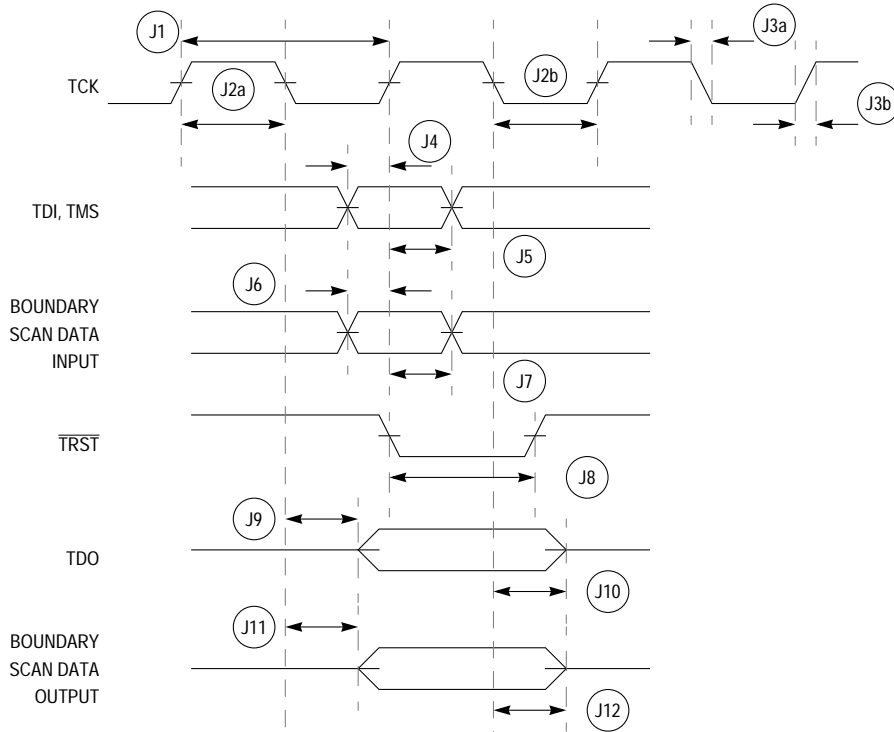 J1
J3a
TCK
J2a
J2b
J3b
J4
TDI, TMS
J5
J6
BOUNDARY
SCAN DATA
INPUT
J7
TRST
J8
J9
TDO
J10
J11
BOUNDARY
SCAN DATA
OUTPUT
J12